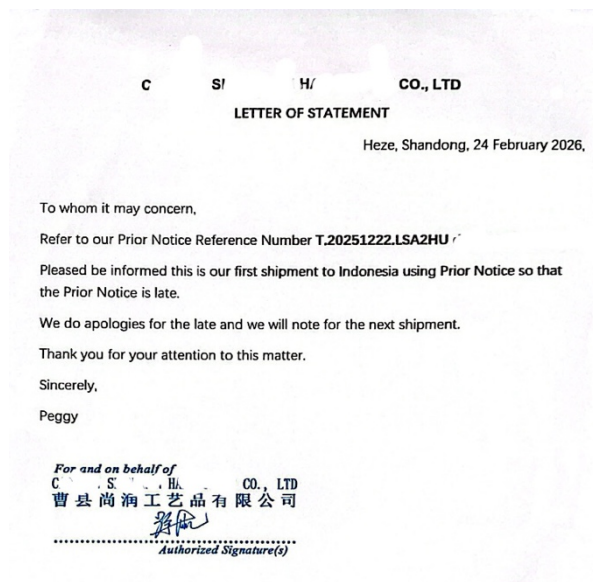 CO., LTD
LETTER OF STATEMENT
Heze, Shandong, 24 February 2026,
To whom it may concern,
Refer to our Prior Notice Reference Number T.20251222.LSA2HU
Pleased be informed this is our first shipment to Indonesia using Prior Notice so that
the Prior Notice is late.
We do apologies for the late and we will note for the next shipment.
Thank you for your attention to this matter.
Sincerely,
Peggy
For and on behalf of
CO., LTD
曹县尚润工艺品有限公司
Authorized Signature(s)